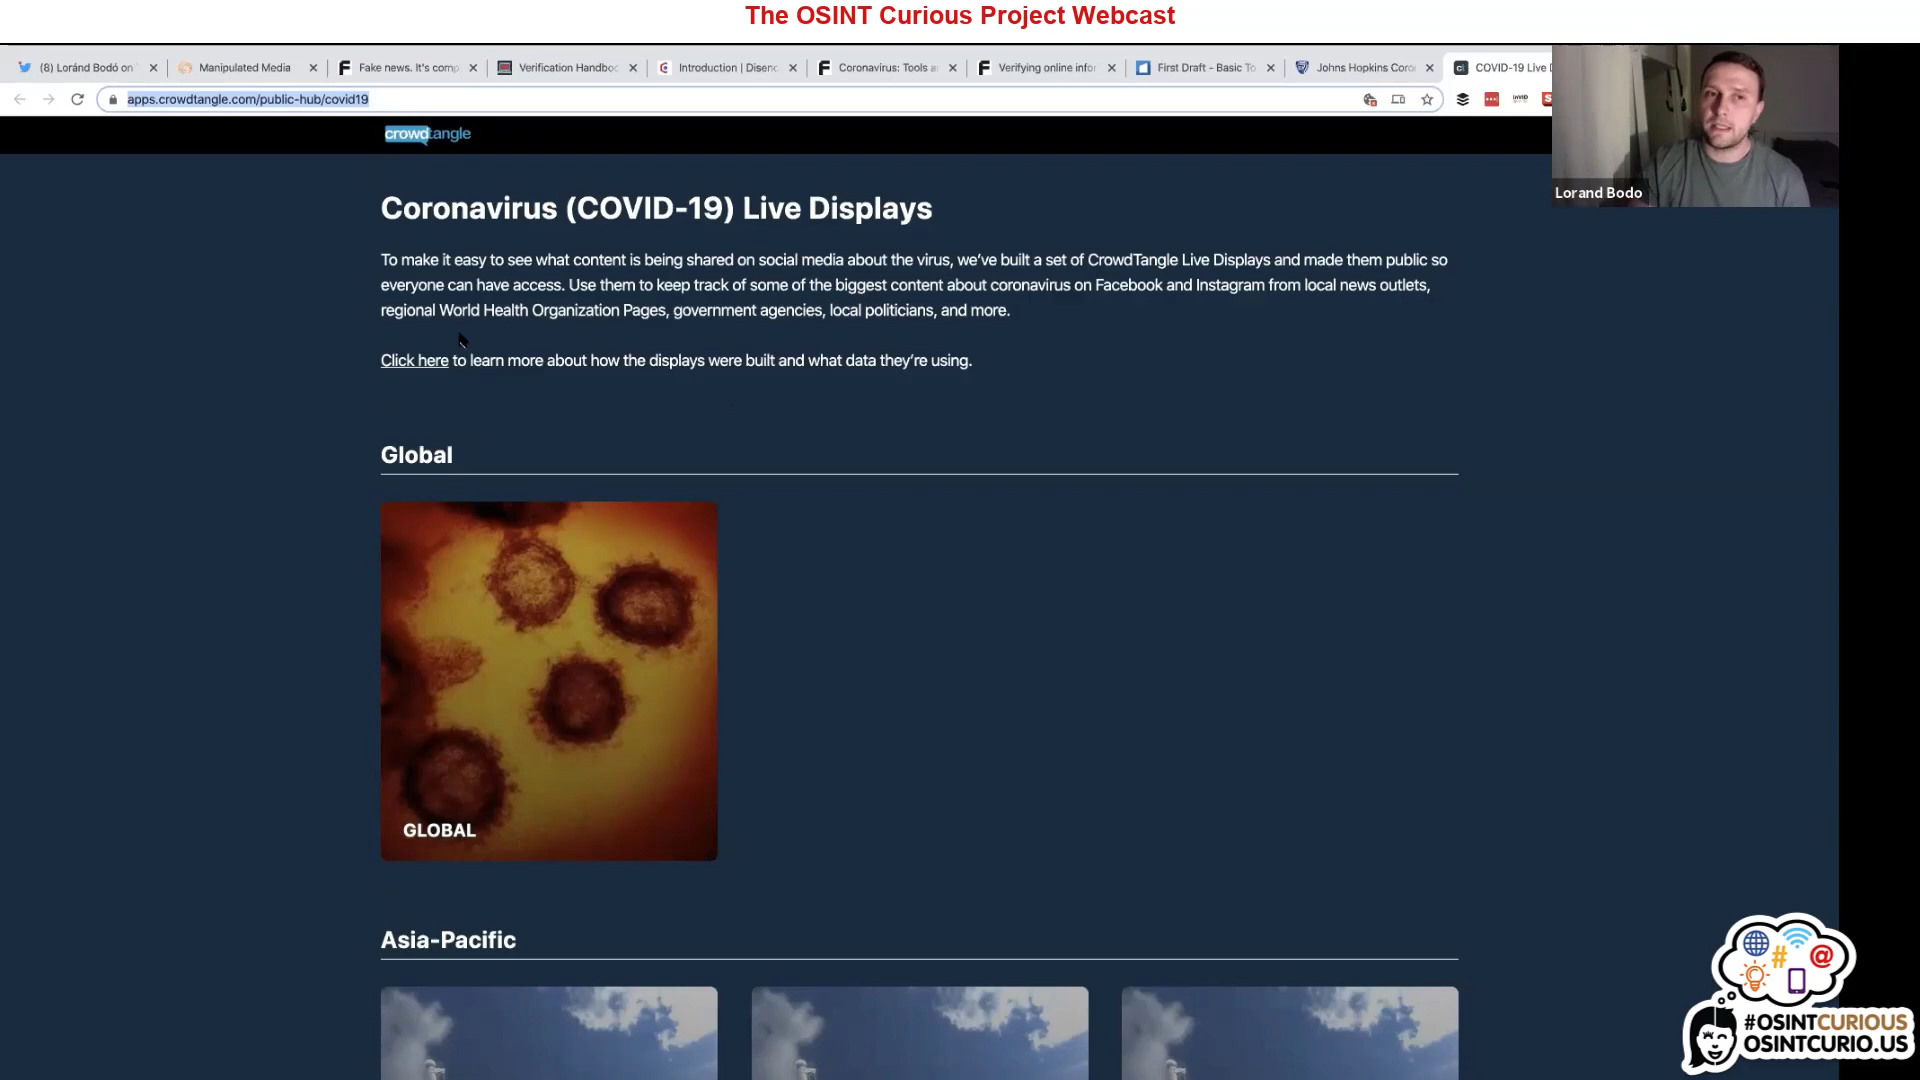 The OSINT Curious Project Webcast
(8) Loránd Bodó on
Manipulated Media
Fake news. It's comp
Verification Handboo
Introduction | Disenc
Coronavirus: Tools a
Verifying online infor
First Draft - Basic To
Johns Hopkins Coro
COVID-19 Live D
apps.crowdtangle.com/public-hub/covid19
crowdtangle
Lorand Bodo
Coronavirus (COVID-19) Live Displays
To make it easy to see what content is being shared on social media about the virus, we've built a set of CrowdTangle Live Displays and made them public so
everyone can have access. Use them to keep track of some of the biggest content about coronavirus on Facebook and Instagram from local news outlets,
regional World Health Organization Pages, government agencies, local politicians, and more.
Click here to learn more about how the displays were built and what data they're using.
Global
GLOBAL
Asia-Pacific
#OSINTCURIOUS
OSINTCURIO.US